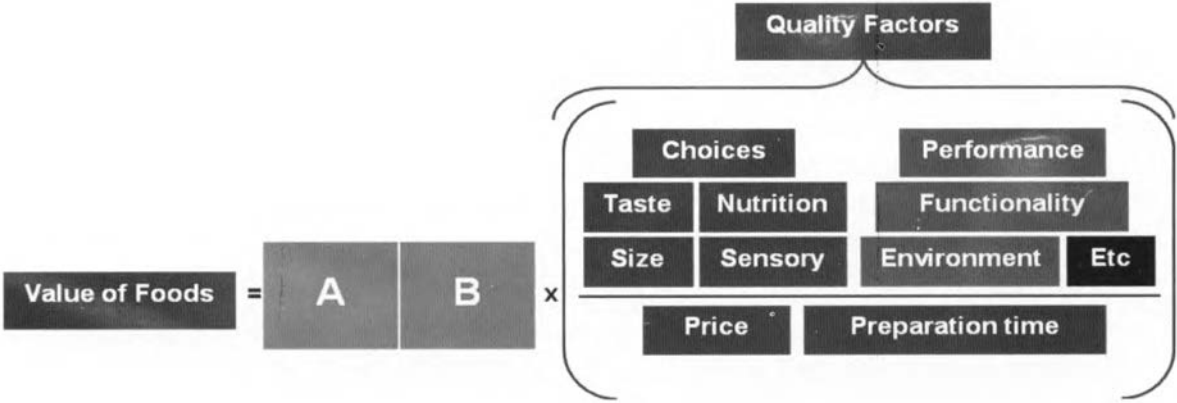 Quality Factors
Choices Performance
Taste Nutrition Functionality
Size Sensory Environment Etc
Value of Foods = A B x
Price Preparation time